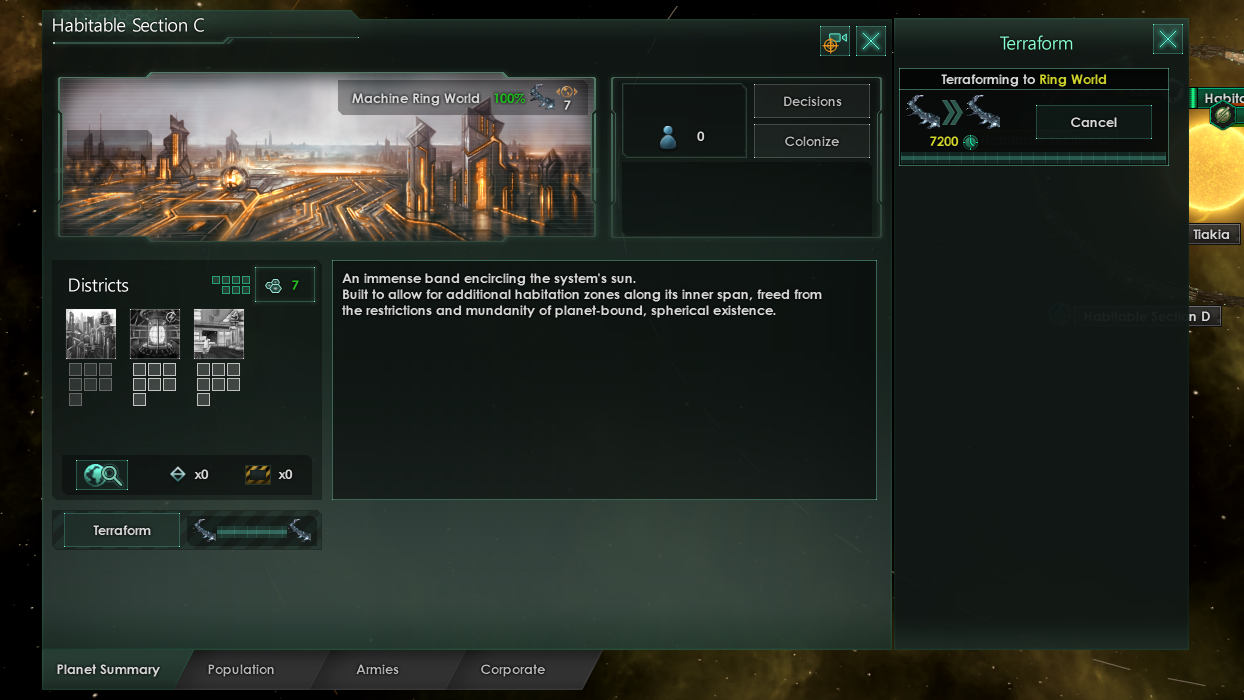 Habitable Section C
Machine Ring World 100% 7
0
Decisions
Colonize
Districts
7
An immense band encircling the system's sun.
Built to allow for additional habitation zones along its inner span, freed from
the restrictions and mundanity of planet-bound, spherical existence.
x0
x0
Terraform
Planet Summary
Population
Armies
Corporate
Terraform
Terraforming to Ring World
7200
Cancel
Habita
Tiakia
Habitable Section D